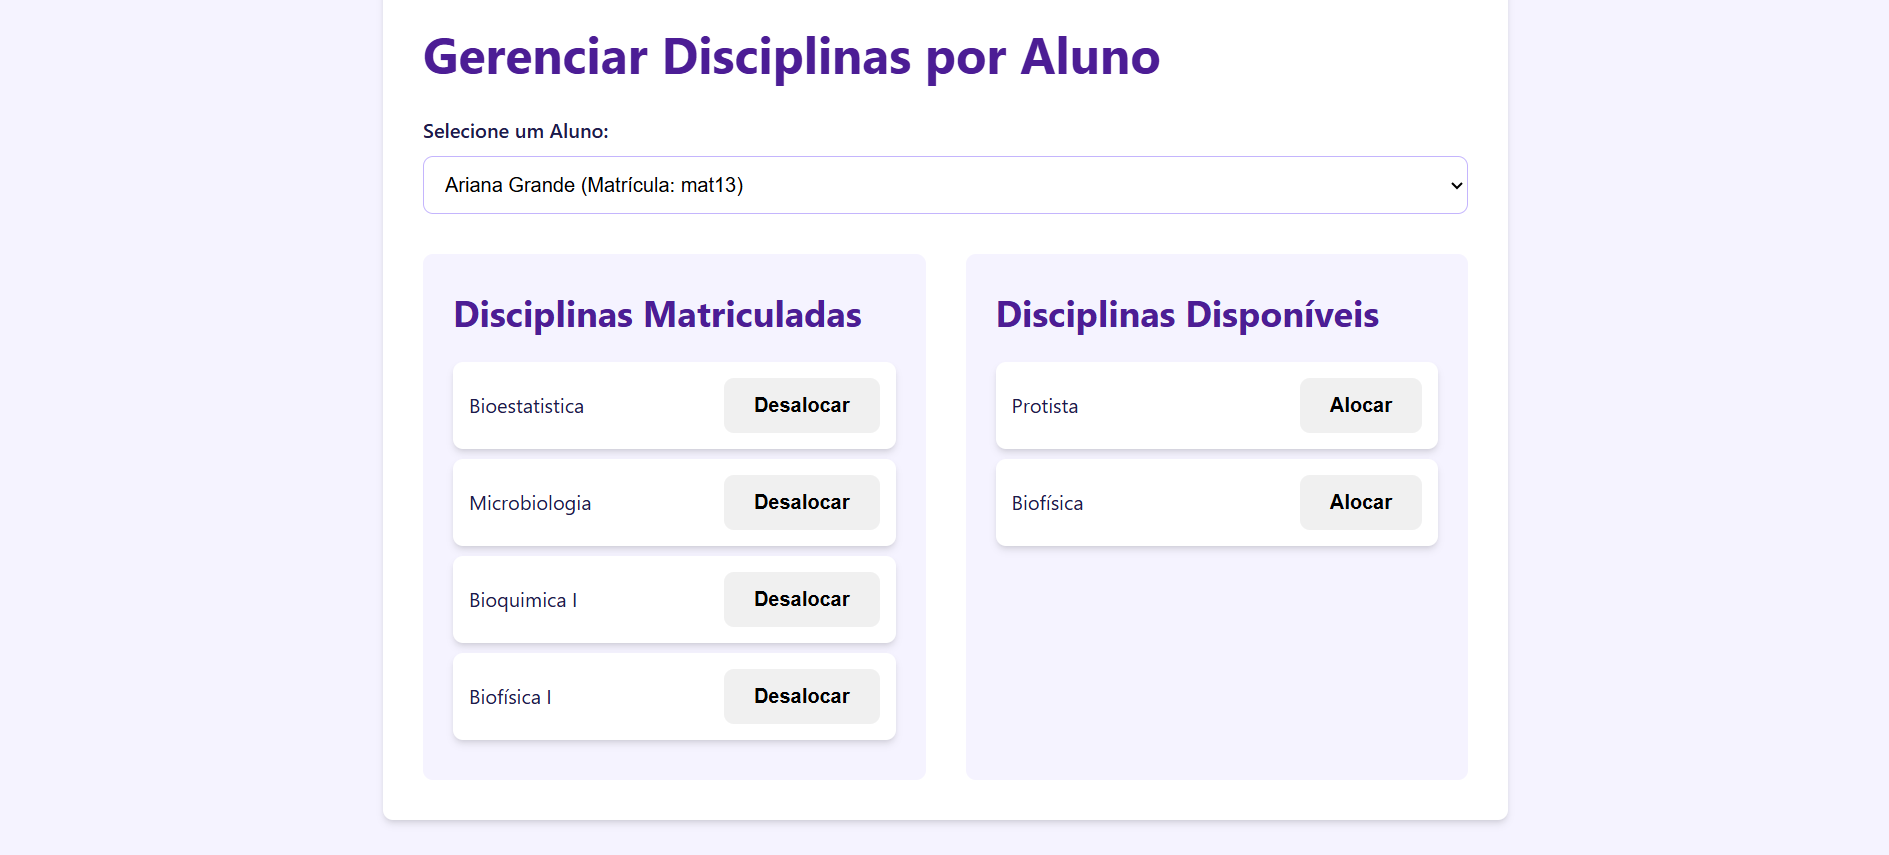 Gerenciar Disciplinas por Aluno
Selecione um Aluno:
Ariana Grande (Matrícula: mat13)
Disciplinas Matriculadas
Bioestatistica
Desalocar
Microbiologia
Desalocar
Bioquimica I
Desalocar
Biofísica I
Desalocar
Disciplinas Disponíveis
Protista
Alocar
Biofísica
Alocar